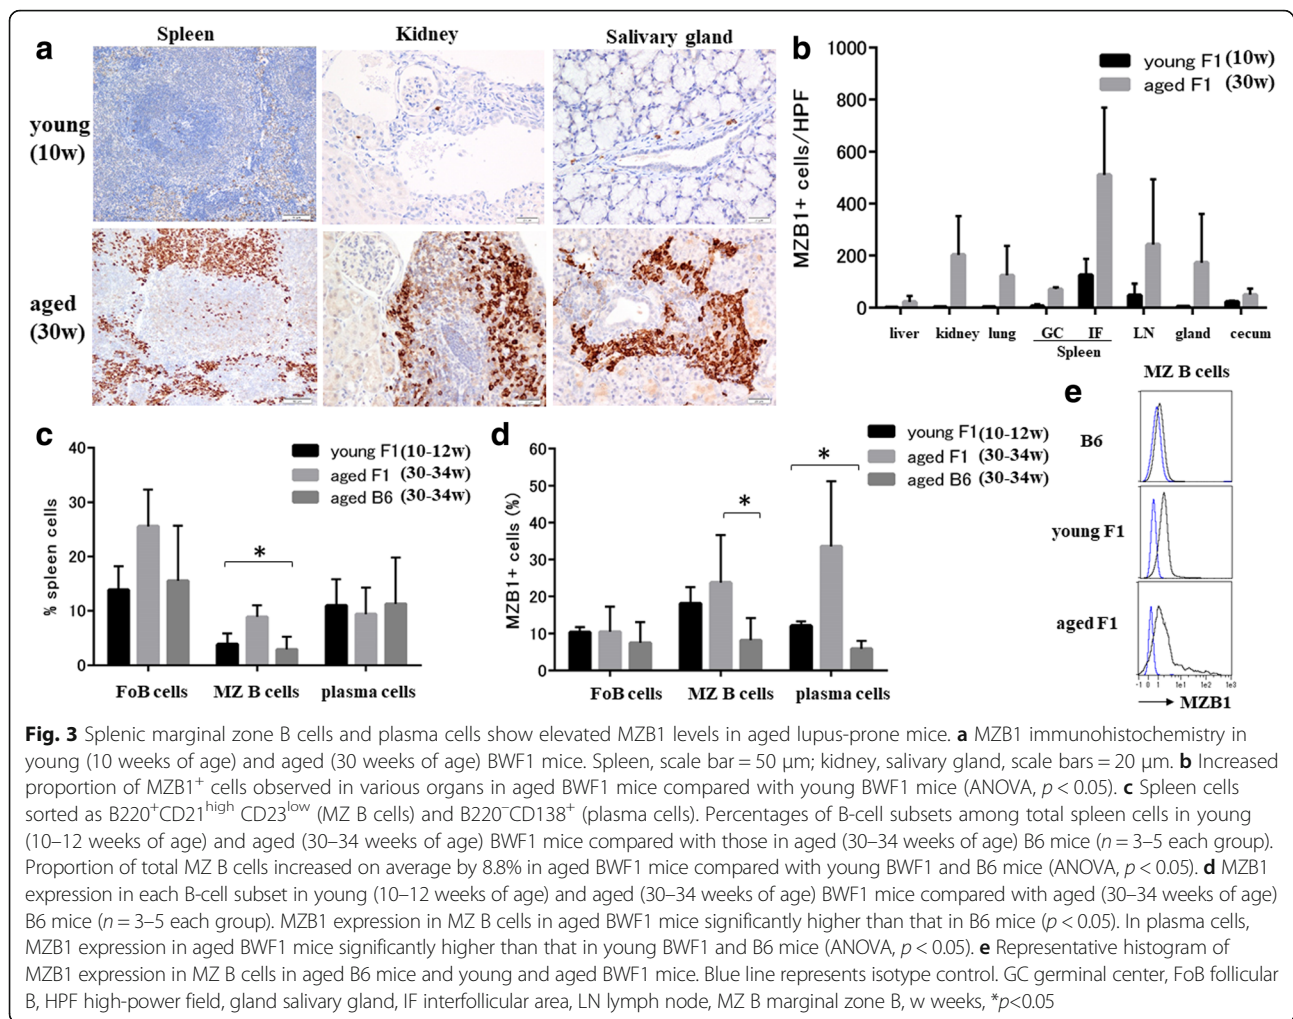 a
Spleen
Kidney
Salivary gland
young
(10w)
aged
(30w)
b
MZB1+ cells/HPF
1000
800
600
400
200
0
young F1 (10w)
aged F1 (30w)
liver
kidney
lung
GC
IF
Spleen
LN
gland
cecum
c
% spleen cells
40
30
20
10
0
young F1 (10-12w)
aged F1 (30-34w)
aged B6 (30-34w)
*
FoB cells
MZ B cells
plasma cells
d
MZB1+ cells (%)
60
50
40
30
20
10
0
young F1 (10-12w)
aged F1 (30-34w)
aged B6 (30-34w)
*
*
FoB cells
MZ B cells
plasma cells
e
MZ B cells
B6
young F1
aged F1
-1 0 1 1e1 1e2 1e3
MZB1
Fig. 3 Splenic marginal zone B cells and plasma cells show elevated MZB1 levels in aged lupus-prone mice. a MZB1 immunohistochemistry in
young (10 weeks of age) and aged (30 weeks of age) BWF1 mice. Spleen, scale bar = 50 μm; kidney, salivary gland, scale bars = 20 μm. b Increased
proportion of MZB1+ cells observed in various organs in aged BWF1 mice compared with young BWF1 mice (ANOVA, p < 0.05). c Spleen cells
sorted as B220+CD21high CD23low (MZ B cells) and B220−CD138+ (plasma cells). Percentages of B-cell subsets among total spleen cells in young
(10–12 weeks of age) and aged (30–34 weeks of age) BWF1 mice compared with those in aged (30–34 weeks of age) B6 mice (n = 3–5 each group).
Proportion of total MZ B cells increased on average by 8.8% in aged BWF1 mice compared with young BWF1 and B6 mice (ANOVA, p < 0.05). d MZB1
expression in each B-cell subset in young (10–12 weeks of age) and aged (30–34 weeks of age) BWF1 mice compared with aged (30–34 weeks of age)
B6 mice (n = 3–5 each group). MZB1 expression in MZ B cells in aged BWF1 mice significantly higher than that in B6 mice (p < 0.05). In plasma cells,
MZB1 expression in aged BWF1 mice significantly higher than that in young BWF1 and B6 mice (ANOVA, p < 0.05). e Representative histogram of
MZB1 expression in MZ B cells in aged B6 mice and young and aged BWF1 mice. Blue line represents isotype control. GC germinal center, FoB follicular
B, HPF high-power field, gland salivary gland, IF interfollicular area, LN lymph node, MZ B marginal zone B, w weeks, *p<0.05